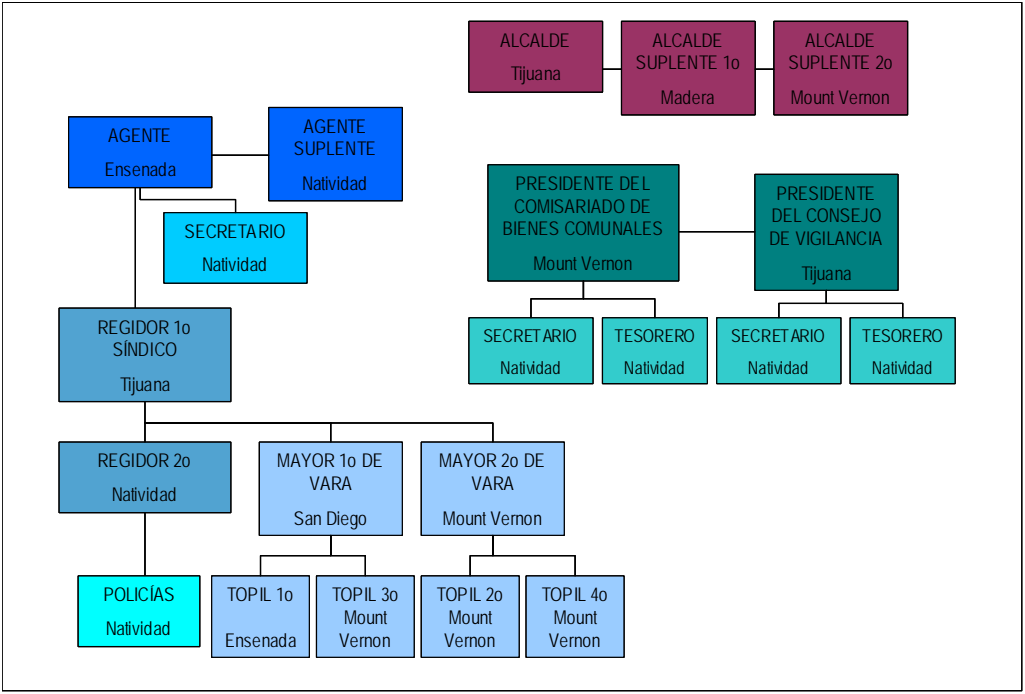 ALCALDE
Tijuana
ALCALDE
SUPLENTE 1o
Madera
ALCALDE
SUPLENTE 2o
Mount Vernon
AGENTE
Ensenada
AGENTE
SUPLENTE
Natividad
SECRETARIO
Natividad
PRESIDENTE DEL
COMISARIADO DE
BIENES COMUNALES
Mount Vernon
PRESIDENTE
DEL CONSEJO
DE VIGILANCIA
Tijuana
SECRETARIO
Natividad
TESORERO
Natividad
SECRETARIO
Natividad
TESORERO
Natividad
REGIDOR 1o
SÍNDICO
Tijuana
REGIDOR 2o
Natividad
MAYOR 1o DE
VARA
San Diego
MAYOR 2o DE
VARA
Mount Vernon
POLICÍAS
Natividad
TOPIL 1o
Ensenada
TOPIL 3o
Mount
Vernon
TOPIL 2o
Mount
Vernon
TOPIL 4o
Mount
Vernon